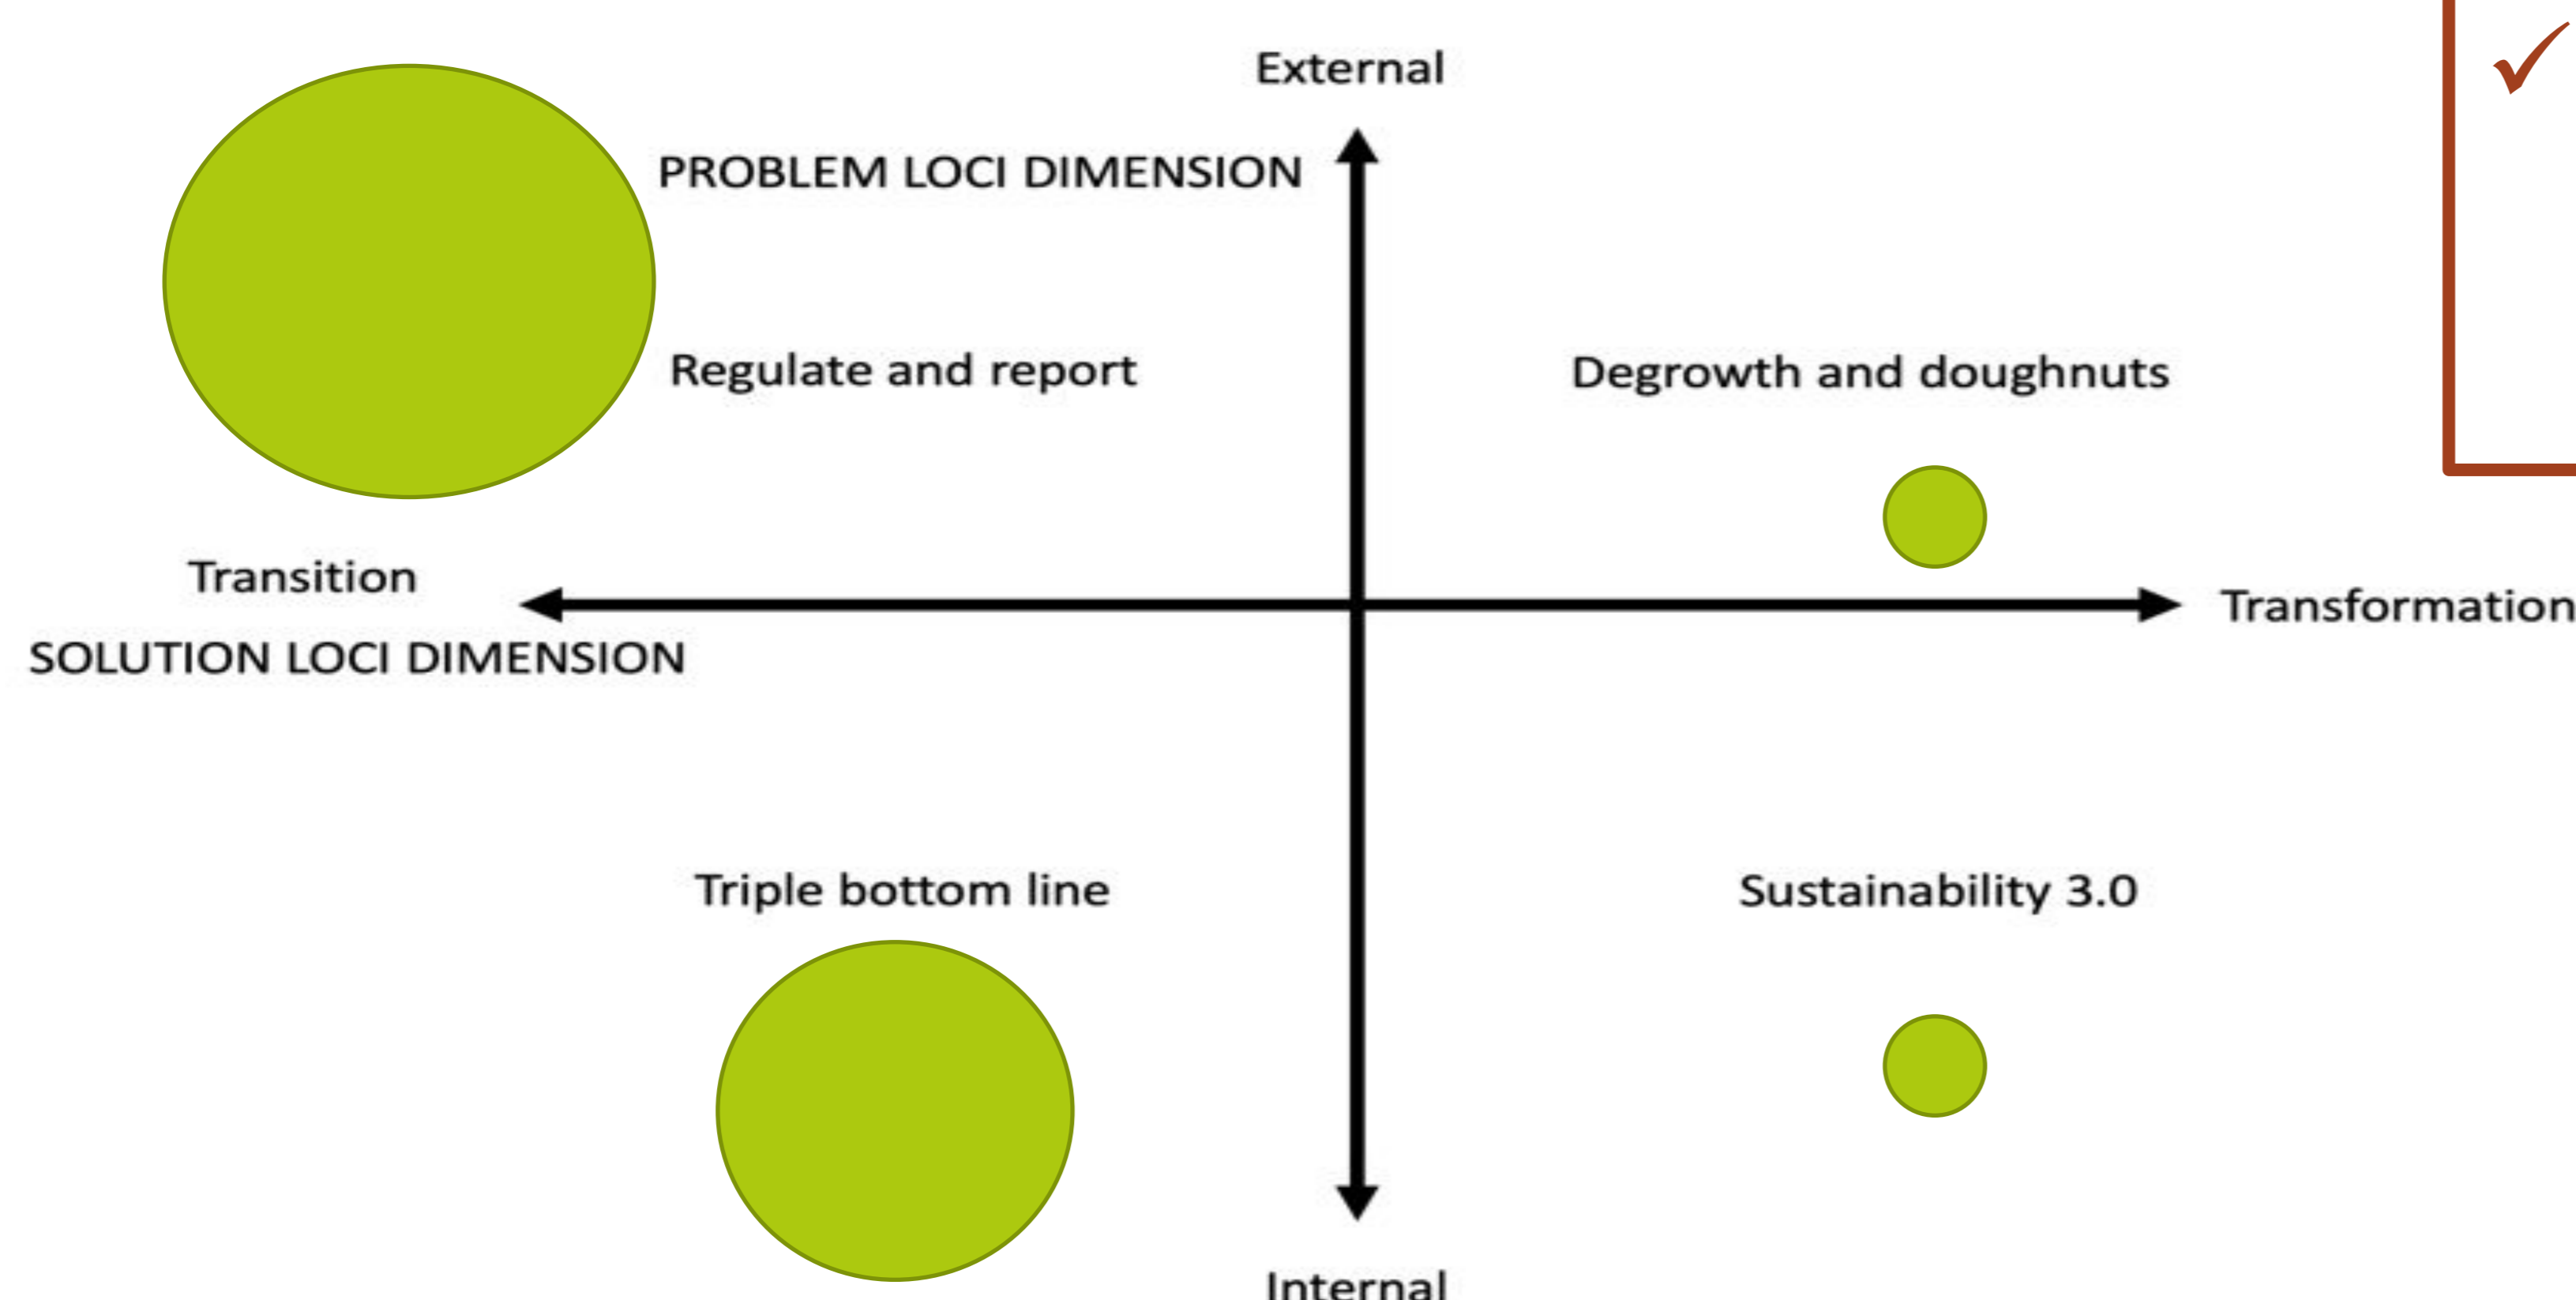 External
PROBLEM LOCI DIMENSION
Regulate and report
Degrowth and doughnuts
Transition
Transformation
SOLUTION LOCI DIMENSION
Triple bottom line
Sustainability 3.0
Internal